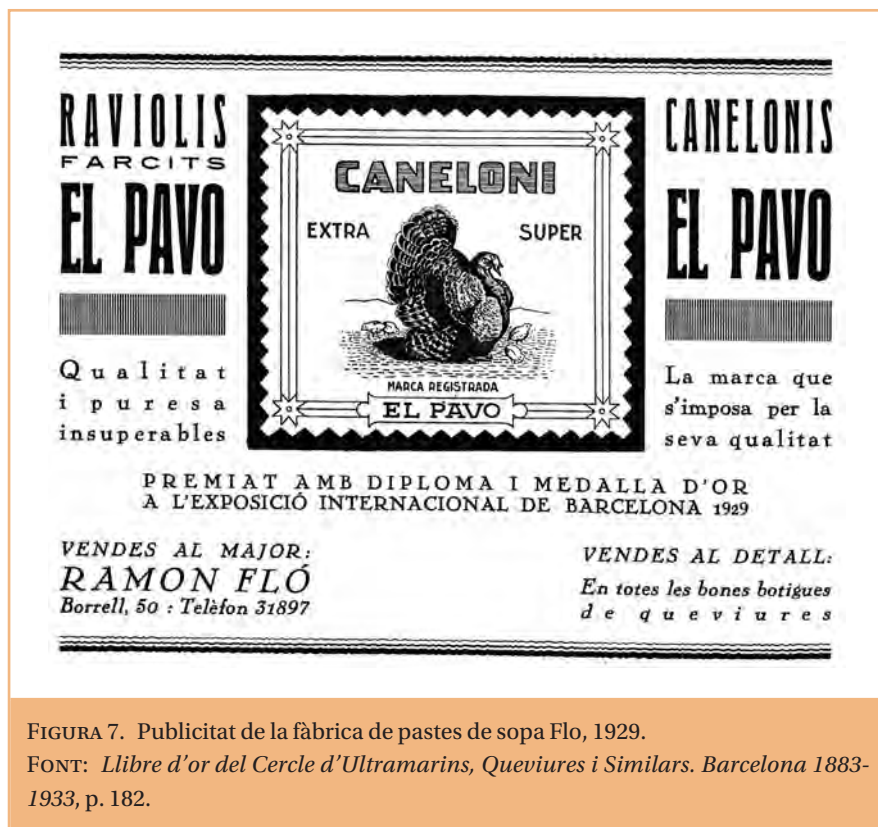 RAVIOLIS
FARCITS
EL PAVO
Qualitat
i puresa
insuperables
CANELONI
EXTRA SUPER
MARCA REGISTRADA
EL PAVO
CANELONIS
EL PAVO
La marca que
s'imposa per la
seva qualitat
PREMIAT AMB DIPLOMA I MEDALLA D'OR
A L'EXPOSICIÓ INTERNACIONAL DE BARCELONA 1929
VENDES AL MAJOR:
RAMON FLÓ
Borrell, 50 : Telèfon 31897
VENDES AL DETALL:
En totes les bones botigues
de queviures
FIGURA 7. Publicitat de la fàbrica de pastes de sopa Flo, 1929.
FONT: Llibre d'or del Cercle d'Ultramarins, Queviures i Similars. Barcelona 1883-
1933, p. 182.